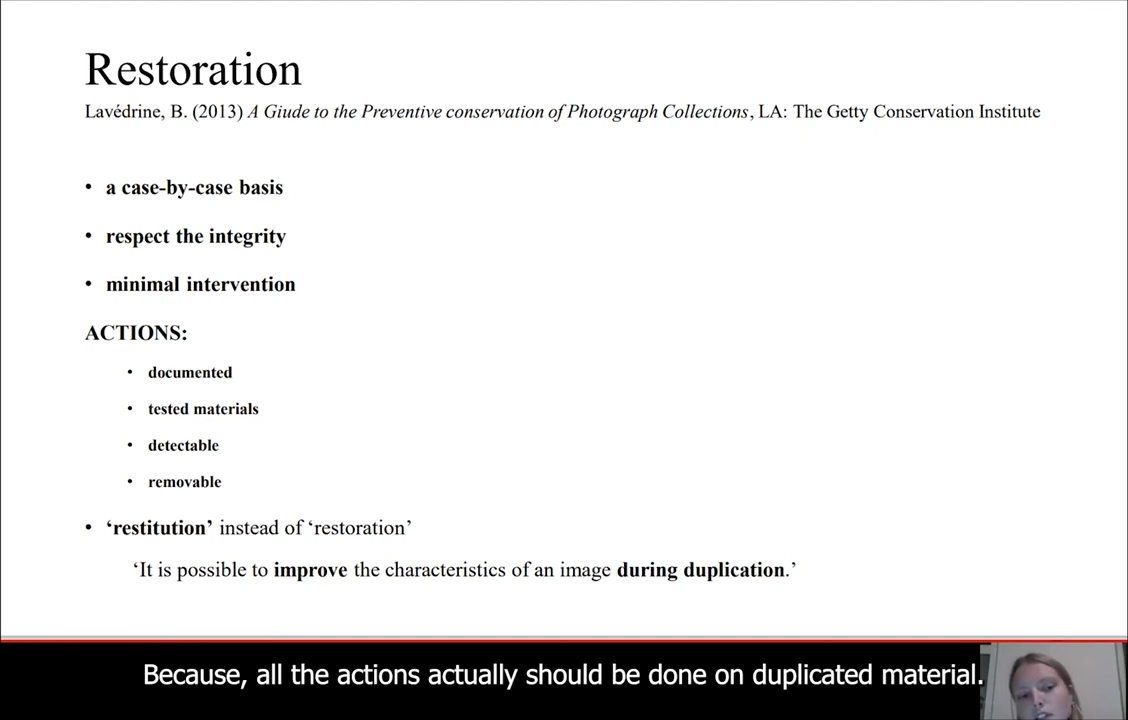 Restoration
Lavédrine, B. (2013) A Giude to the Preventive conservation of Photograph Collections, LA: The Getty Conservation Institute
• a case-by-case basis
• respect the integrity
• minimal intervention
ACTIONS:
• documented
• tested materials
• detectable
• removable
• ‘restitution’ instead of ‘restoration’
‘It is possible to improve the characteristics of an image during duplication.’
Because, all the actions actually should be done on duplicated material.